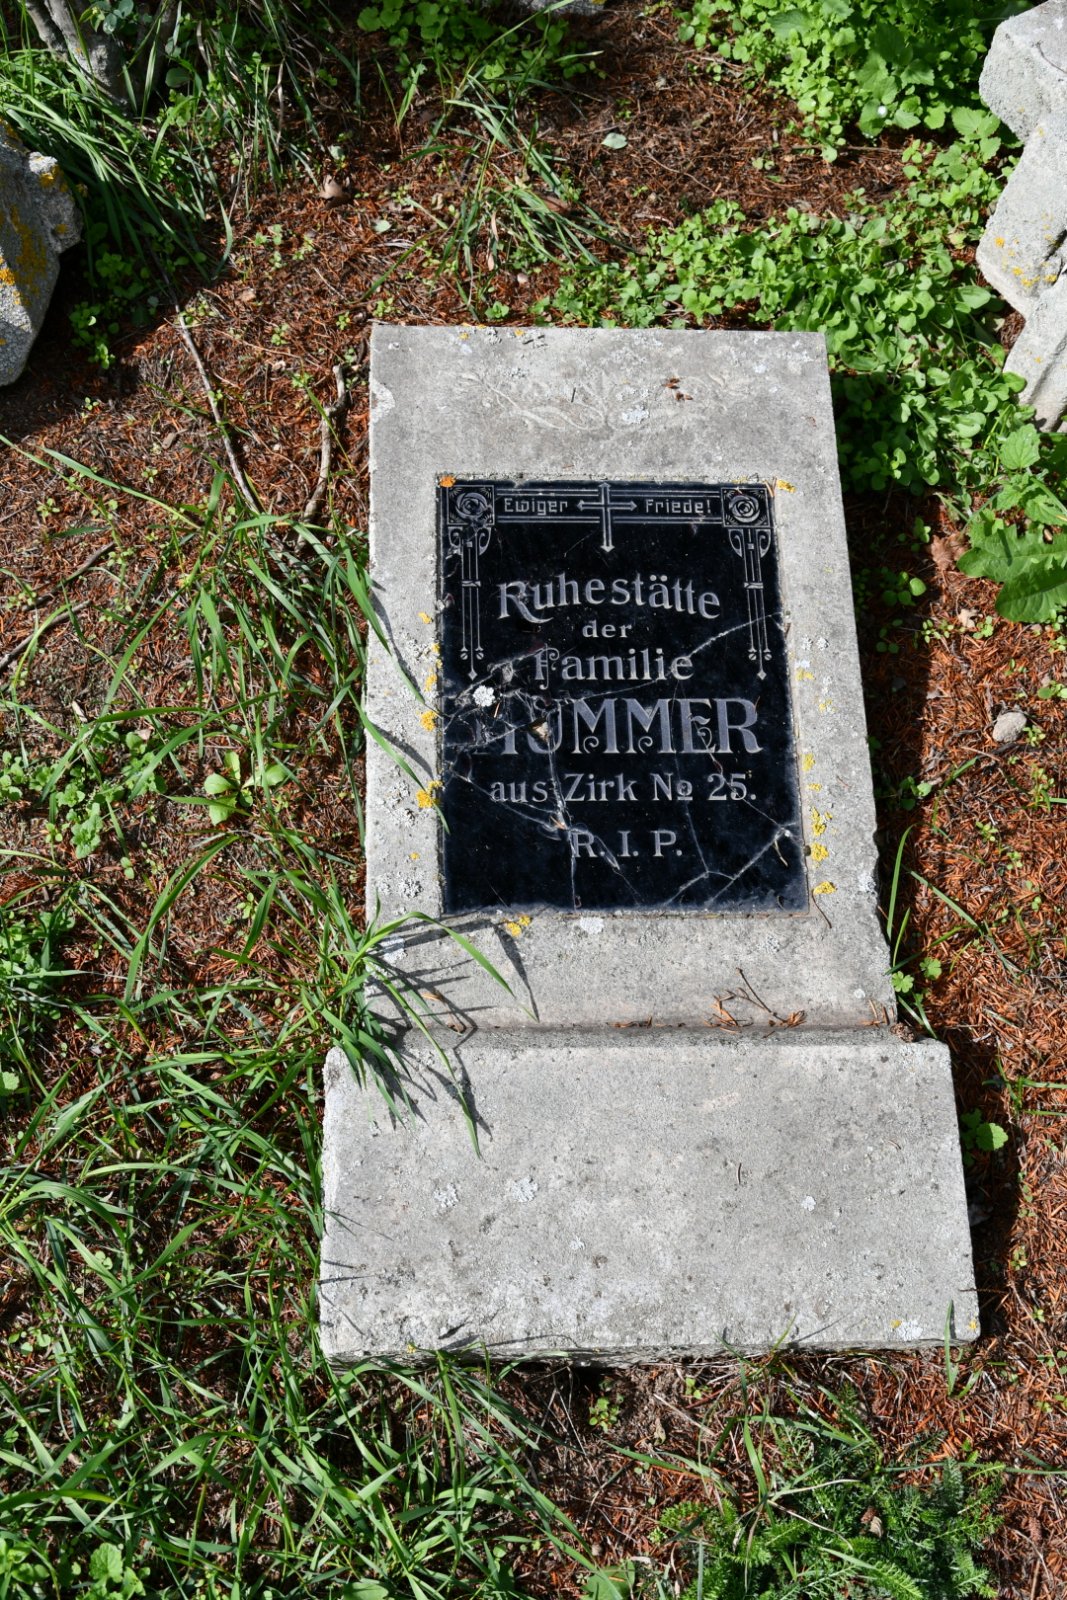 Ewiger Friede!
Ruhestätte
der
Familie
aus Zirk № 25.
R. I. P.